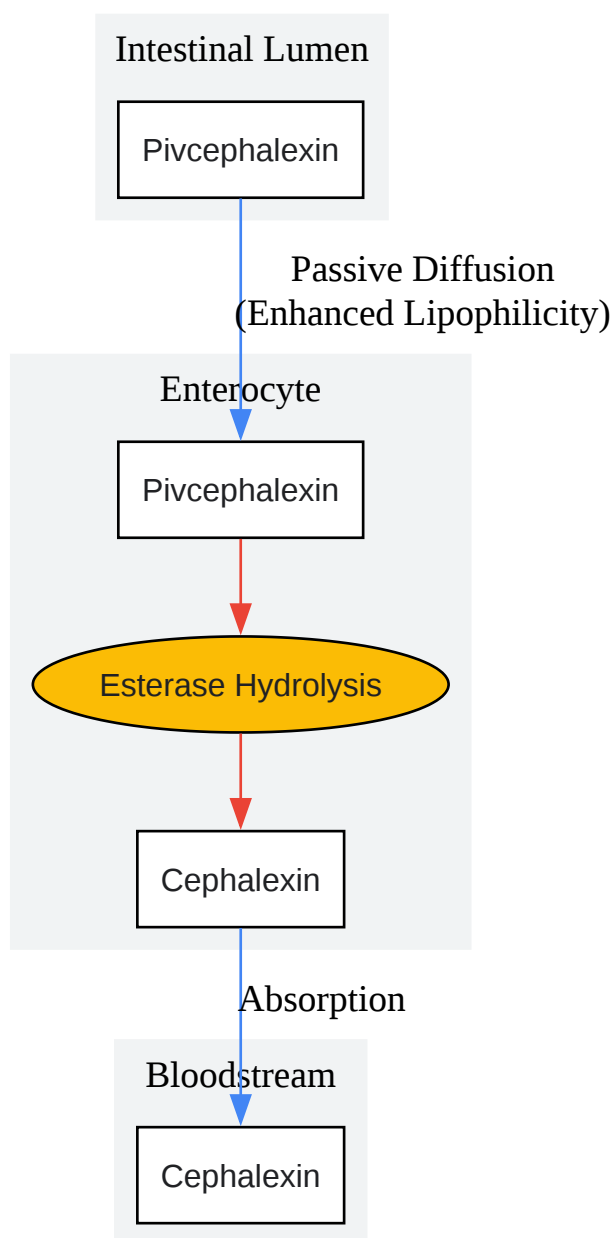 Intestinal Lumen
Pivcephalexin
Passive Diffusion
(Enhanced Lipophilicity)
Enterocyte
Pivcephalexin
Esterase Hydrolysis
Cephalexin
Absorption
Bloodstream
Cephalexin